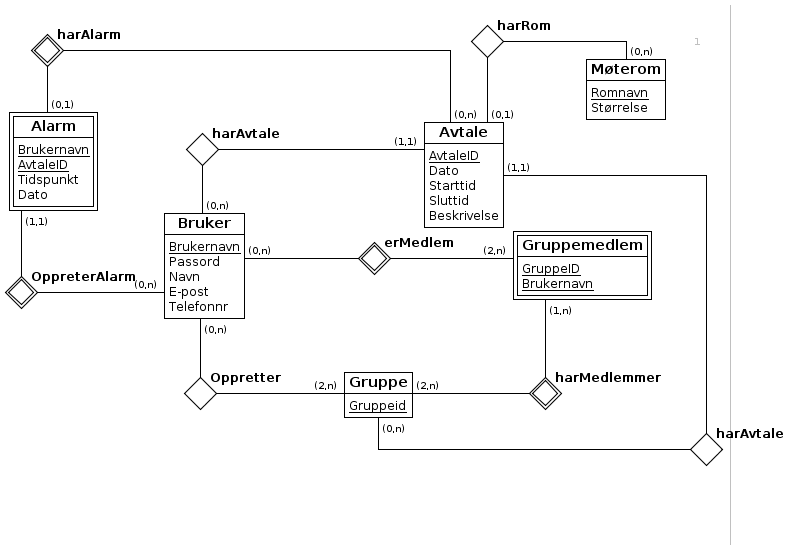 harRom
harAlarm
1
(0,n)
Møterom
Romnavn
Størrelse
(0,1)
(0,n)
(0,1)
Alarm
Brukernavn
AvtaleID
Tidspunkt
Dato
harAvtale
(1,1)
Avtale
AvtaleID
Dato
Starttid
Sluttid
Beskrivelse
(1,1)
(0,n)
(1,1)
Bruker
Brukernavn
Passord
Navn
E-post
Telefonnr
(0,n)
erMedlem
(2,n)
Gruppemedlem
GruppeID
Brukernavn
OppreterAlarm
(0,n)
(0,n)
(1,n)
Oppretter
(2,n)
Gruppe
Gruppeid
(2,n)
harMedlemmer
(0,n)
harAvtale